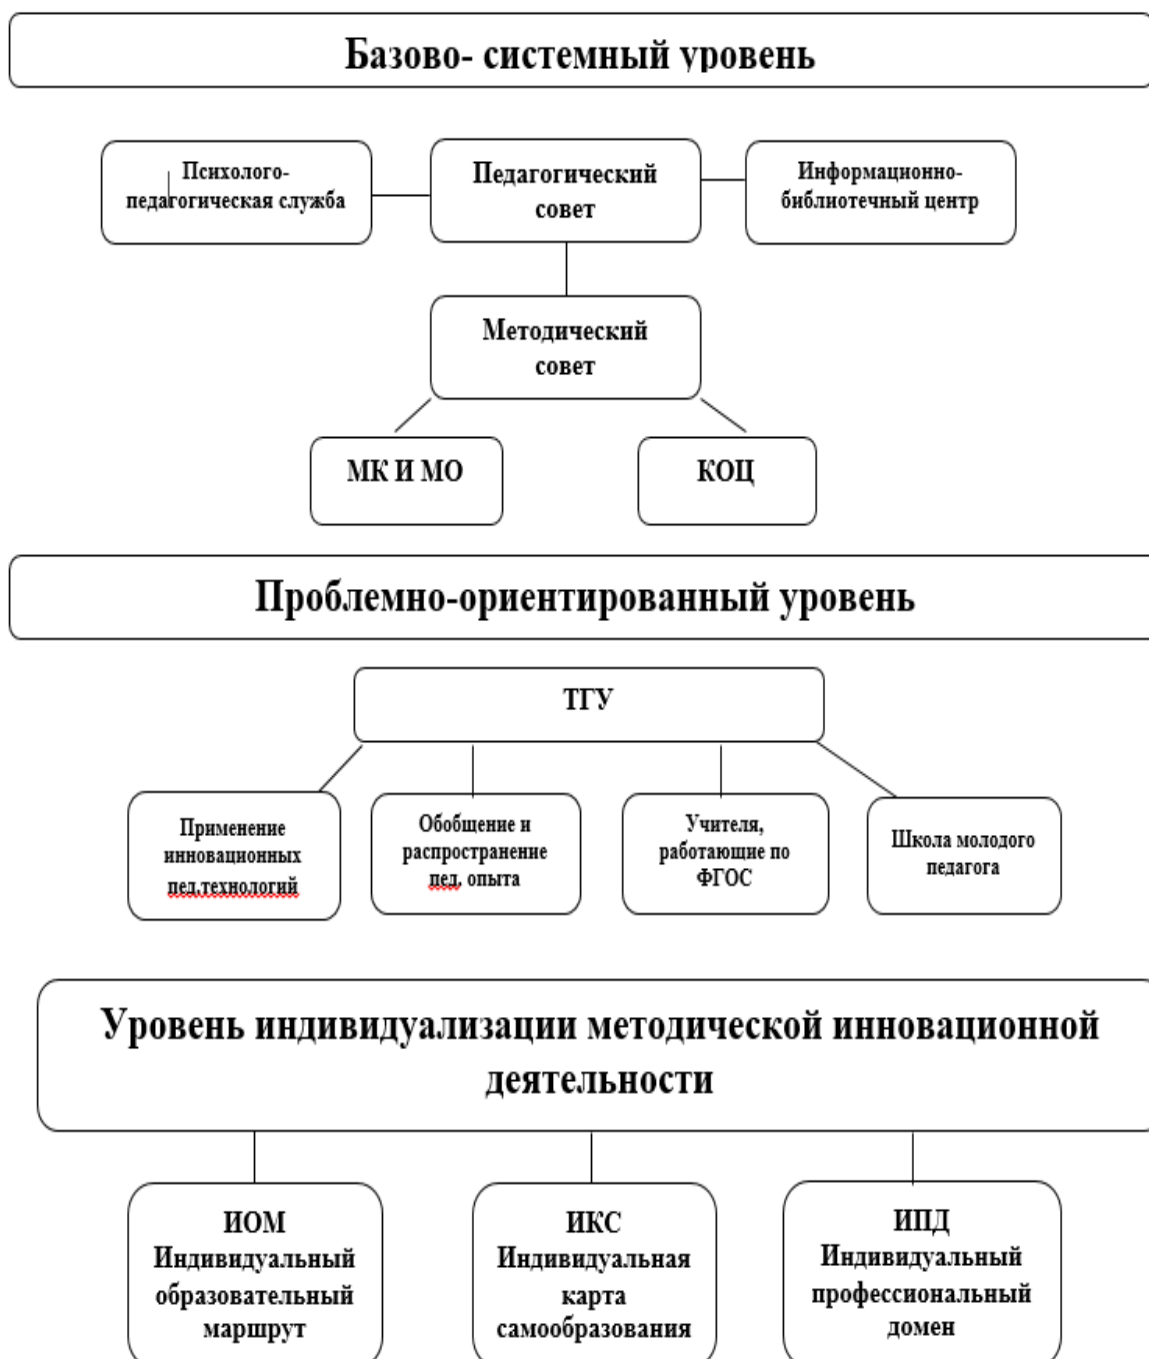 Базово- системный уровень
Психолого-
педагогическая служба
Педагогический
совет
Информационно-
библиотечный центр
Методический
совет
МК И МО
КОЦ
Проблемно-ориентированный уровень
ТГУ
Применение
инновационных
пед.технологий
Обобщение и
распространение
пед. опыта
Учителя,
работающие по
ФГОС
Школа молодого
педагога
Уровень индивидуализации методической инновационной
деятельности
ИОМ
Индивидуальный
образовательный
маршрут
ИКС
Индивидуальная
карта
самообразования
ИПД
Индивидуальный
профессиональный
домен